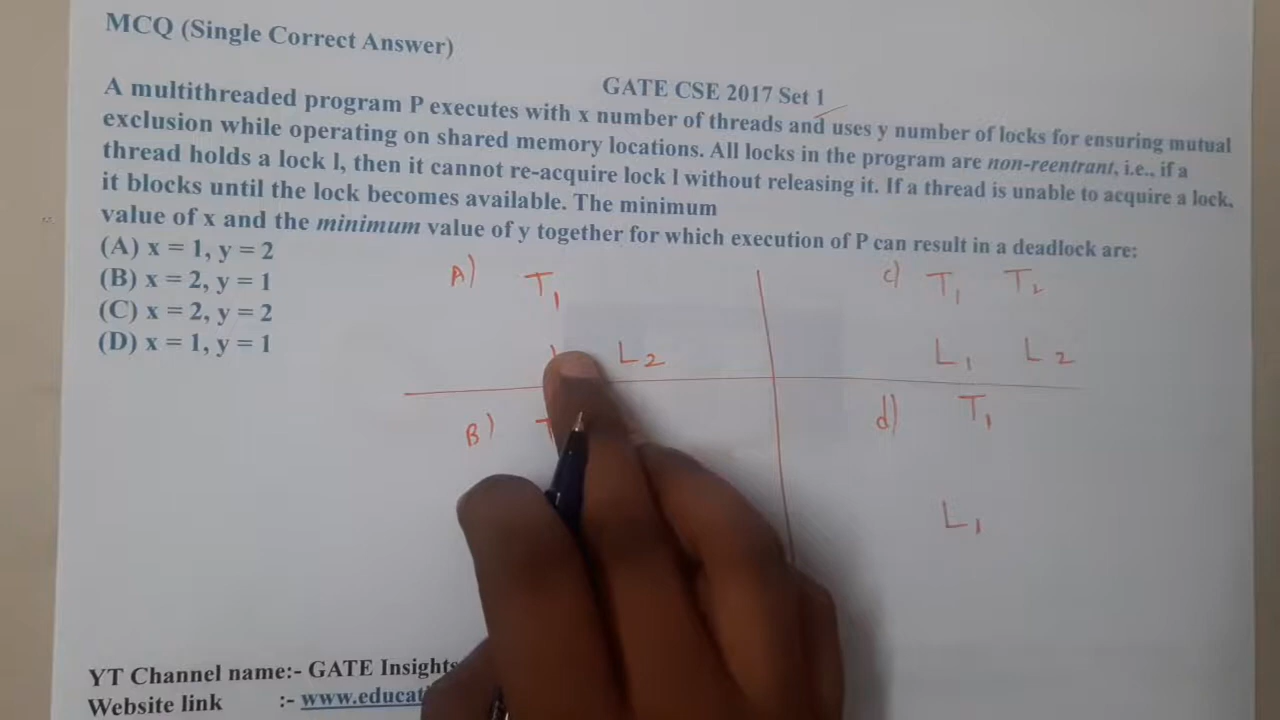 MCQ (Single Correct Answer)
GATE CSE 2017 Set 1
A multithreaded program P executes with x number of threads and uses y number of locks for ensuring mutual
exclusion while operating on shared memory locations. All locks in the program are non-reentrant, i.e., if a
thread holds a lock l, then it cannot re-acquire lock l without releasing it. If a thread is unable to acquire a lock,
it blocks until the lock becomes available. The minimum
value of x and the minimum value of y together for which execution of P can result in a deadlock are:
(A) x = 1, y = 2
(B) x = 2, y = 1
(C) x = 2, y = 2
(D) x = 1, y = 1
A) T1
L2
B)
c) T1 T2
L1 L2
d) T1
L1
YT Channel name:- GATE Insights
Website link :-